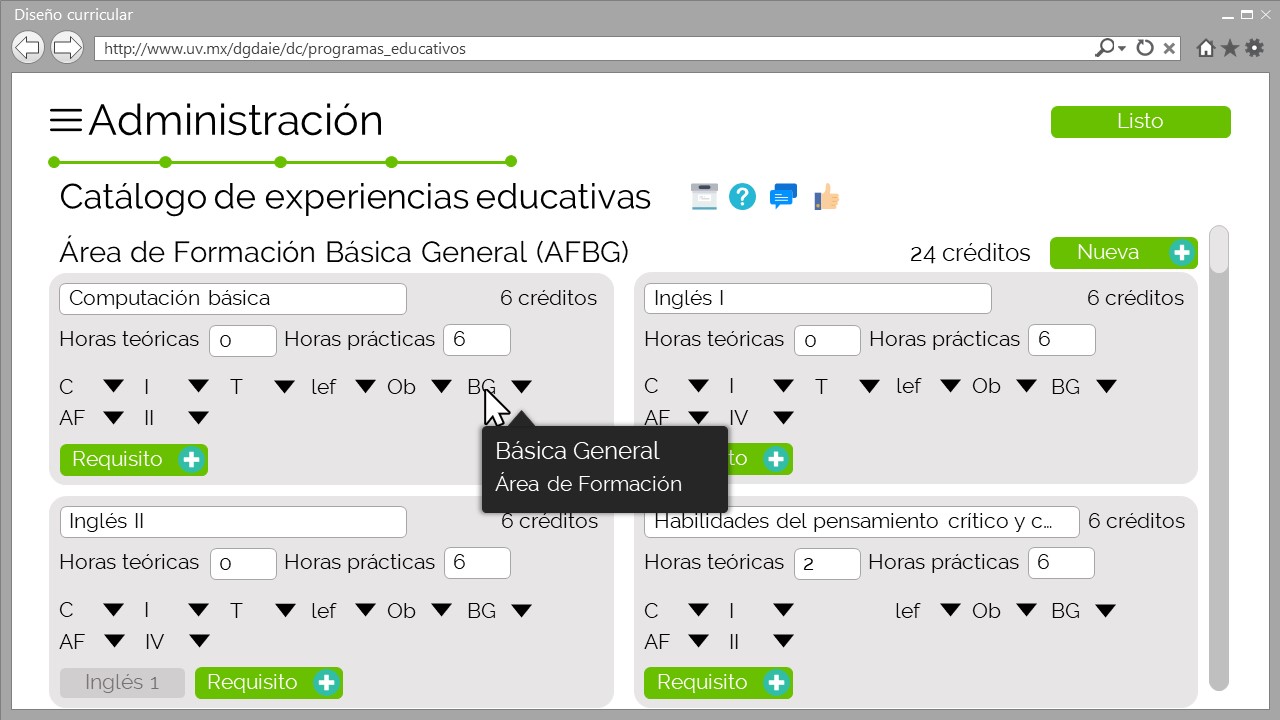 Diseño curricular
http://www.uv.mx/dgdaie/dc/programas_educativos
Administración
Listo
Catálogo de experiencias educativas
Área de Formación Básica General (AFBG)
24 créditos
Nueva
Computación básica
6 créditos
Horas teóricas 0 Horas prácticas 6
C I T lef Ob BG
AF II
Requisito
Inglés I
6 créditos
Horas teóricas 0 Horas prácticas 6
C I T lef Ob BG
AF IV
to
Básica General
Área de Formación
Inglés II
6 créditos
Horas teóricas 0 Horas prácticas 6
C I T lef Ob BG
AF IV
Inglés 1 Requisito
Habilidades del pensamiento crítico y c...
6 créditos
Horas teóricas 2 Horas prácticas 6
C I lef Ob BG
AF II
Requisito